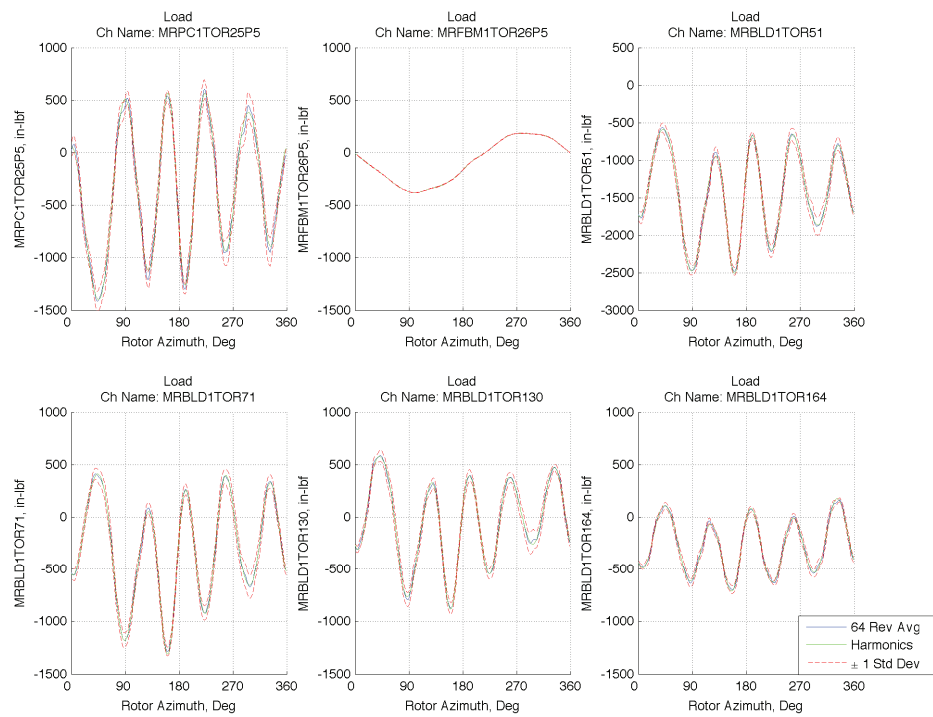 Load
Ch Name: MRPC1TOR25P5
1000
500
0
-500
-1000
-1500
0 90 180 270 360
Rotor Azimuth, Deg
MRPC1TOR25P5, in-lbf
Load
Ch Name: MRFBM1TOR26P5
1000
500
0
-500
-1000
-1500
0 90 180 270 360
Rotor Azimuth, Deg
MRFBM1TOR26P5, in-lbf
Load
Ch Name: MRBLD1TOR51
500
0
-500
-1000
-1500
-2000
-2500
-3000
0 90 180 270 360
Rotor Azimuth, Deg
MRBLD1TOR51, in-lbf
Load
Ch Name: MRBLD1TOR71
1000
500
0
-500
-1000
-1500
0 90 180 270 360
Rotor Azimuth, Deg
MRBLD1TOR71, in-lbf
Load
Ch Name: MRBLD1TOR130
1000
500
0
-500
-1000
-1500
0 90 180 270 360
Rotor Azimuth, Deg
MRBLD1TOR130, in-lbf
Load
Ch Name: MRBLD1TOR164
1000
500
0
-500
-1000
-1500
0 90 180 270 360
Rotor Azimuth, Deg
MRBLD1TOR164, in-lbf
64 Rev Avg
Harmonics
± 1 Std Dev